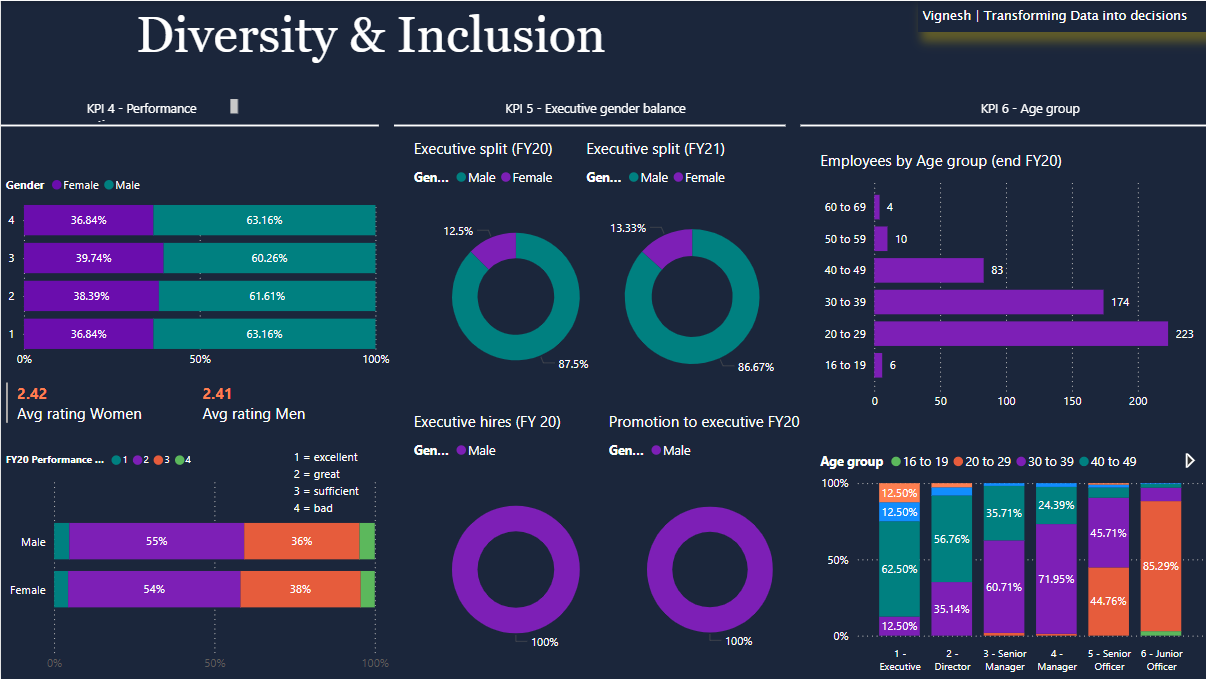 Diversity & Inclusion
Vignesh | Transforming Data into decisions
KPI 4 - Performance
KPI 5 - Executive gender balance
KPI 6 - Age group
Gender Female Male
4 36.84% 63.16%
3 39.74% 60.26%
2 38.39% 61.61%
1 36.84% 63.16%
0% 50% 100%
2.42
Avg rating Women
2.41
Avg rating Men
FY20 Performance ... 1 2 3 4
1 = excellent
2 = great
3 = sufficient
4 = bad
Male 55% 36%
Female 54% 38%
0% 50% 100%
Executive split (FY20)
Gen... Male Female
12.5%
87.5%
Executive split (FY21)
Gen... Male Female
13.33%
86.67%
Executive hires (FY 20)
Gen... Male
100%
Promotion to executive FY20
Gen... Male
100%
Employees by Age group (end FY20)
60 to 69 4
50 to 59 10
40 to 49 83
30 to 39 174
20 to 29 223
16 to 19 6
0 50 100 150 200
Age group 16 to 19 20 to 29 30 to 39 40 to 49
100%
50%
0%
12.50%
12.50%
62.50%
12.50%
56.76%
35.14%
35.71%
60.71%
24.39%
71.95%
45.71%
44.76%
85.29%
1 -
Executive
2 -
Director
3 - Senior
Manager
4 -
Manager
5 - Senior
Officer
6 - Junior
Officer